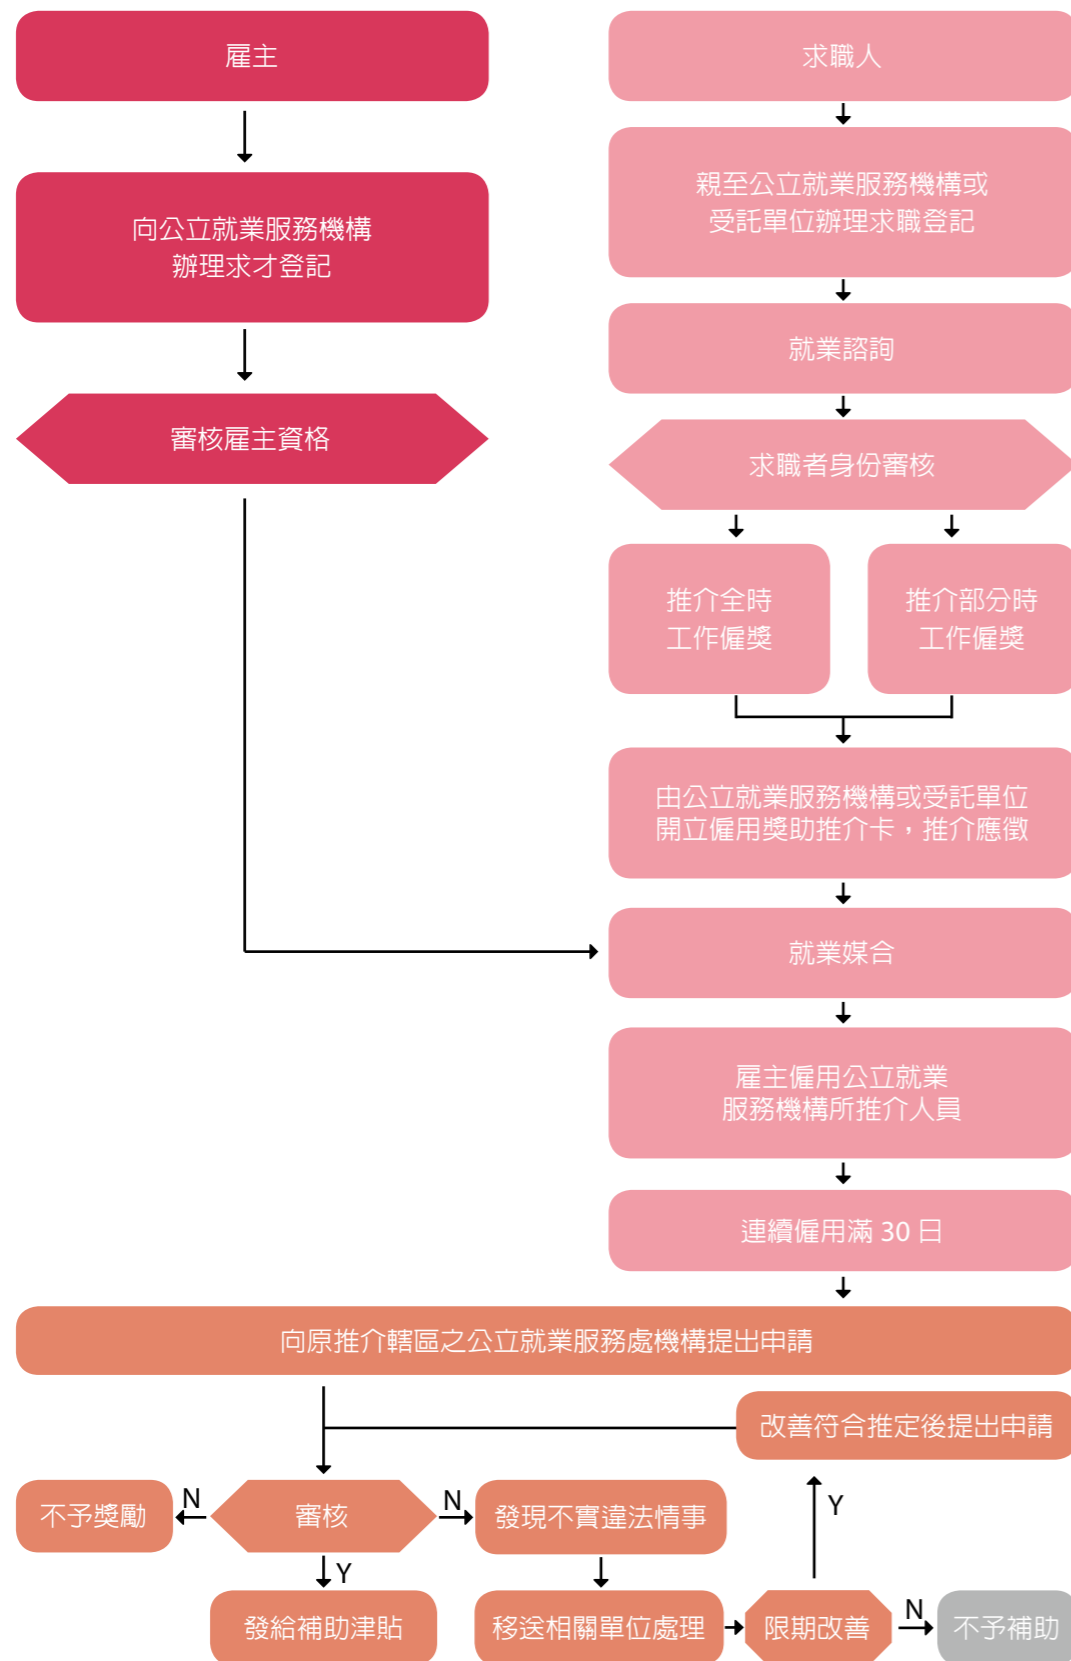 雇主
向公立就業服務機構
辦理求才登記
審核雇主資格
求職人
親至公立就業服務機構或
受託單位辦理求職登記
就業諮詢
求職者身份審核
推介全時
工作僱獎
推介部分時
工作僱獎
由公立就業服務機構或受託單位
開立僱用獎助推介卡，推介應徵
就業媒合
雇主僱用公立就業
服務機構所推介人員
連續僱用滿 30 日
向原推介轄區之公立就業服務處機構提出申請
改善符合推定後提出申請
不予獎勵
N
審核
N
發現不實違法情事
Y
Y
發給補助津貼
移送相關單位處理
限期改善
N
不予補助